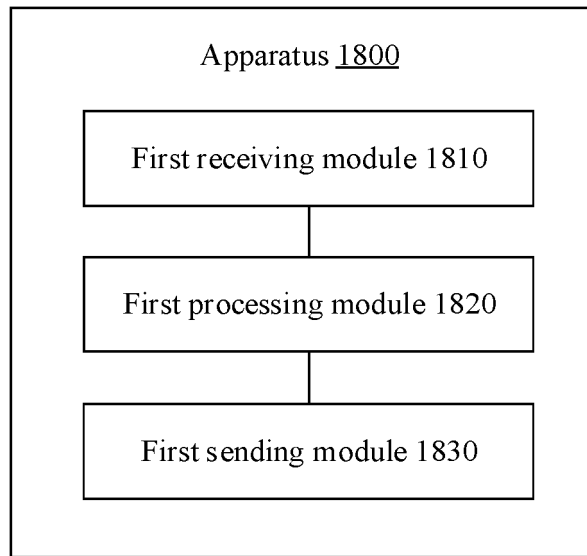 Apparatus 1800
First receiving module 1810
First processing module 1820
First sending module 1830